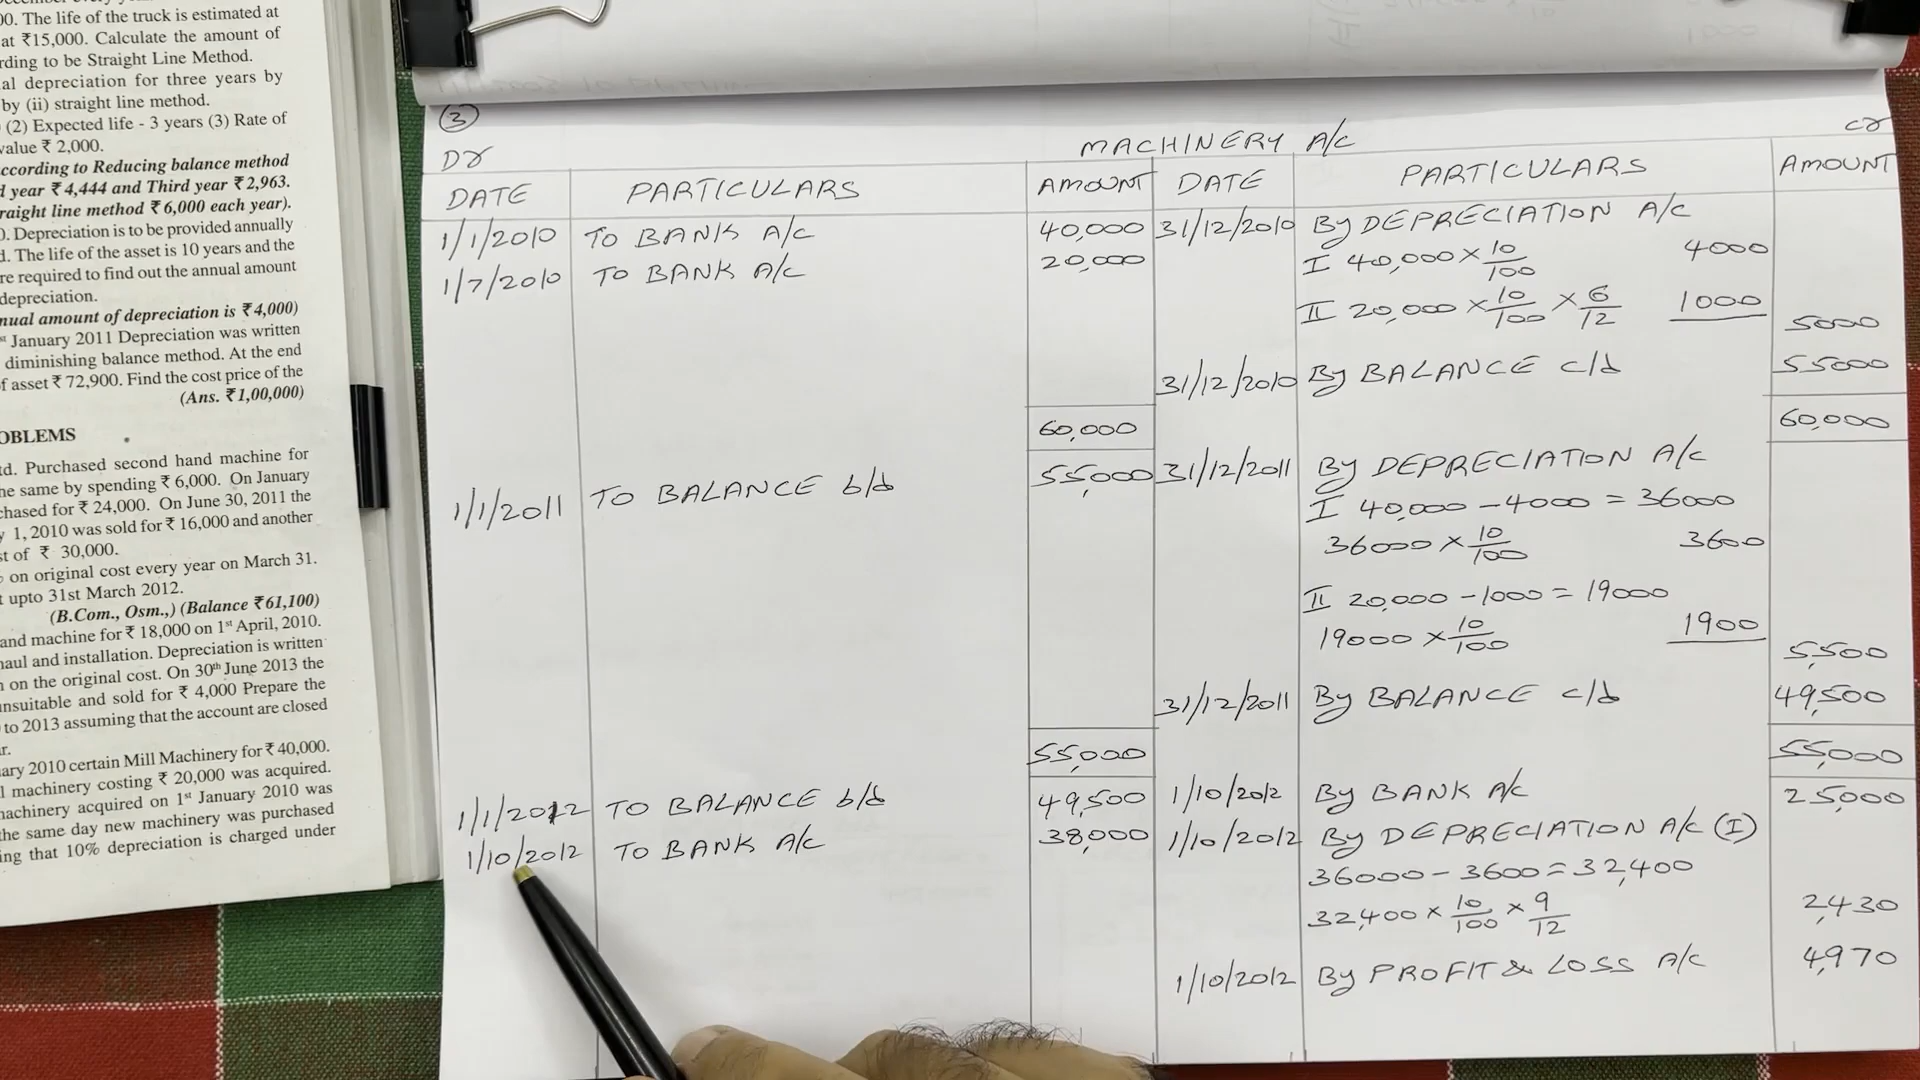 00. The life of the truck is estimated at
at ₹15,000. Calculate the amount of
rding to be Straight Line Method.
al depreciation for three years by
by (ii) straight line method.
(2) Expected life - 3 years (3) Rate of
value ₹ 2,000.
ccording to Reducing balance method
d year ₹ 4,444 and Third year ₹ 2,963.
raight line method ₹ 6,000 each year).
0. Depreciation is to be provided annually
d. The life of the asset is 10 years and the
re required to find out the annual amount
depreciation.
nual amount of depreciation is ₹ 4,000)
st January 2011 Depreciation was written
diminishing balance method. At the end
f asset ₹ 72,900. Find the cost price of the
(Ans. ₹ 1,00,000)
OBLEMS
td. Purchased second hand machine for
he same by spending ₹ 6,000. On January
chased for ₹ 24,000. On June 30, 2011 the
y 1, 2010 was sold for ₹ 16,000 and another
st of ₹ 30,000.
on original cost every year on March 31.
t upto 31st March 2012.
(B.Com., Osm.,) (Balance ₹ 61,100)
and machine for ₹ 18,000 on 1st April, 2010.
haul and installation. Depreciation is written
on the original cost. On 30th June 2013 the
unsuitable and sold for ₹ 4,000 Prepare the
to 2013 assuming that the account are closed
r.
ary 2010 certain Mill Machinery for ₹ 40,000.
l machinery costing ₹ 20,000 was acquired.
achinery acquired on 1st January 2010 was
the same day new machinery was purchased
ing that 10% depreciation is charged under
3
Dr MACHINERY A/c Cr
DATE PARTICULARS AMOUNT DATE PARTICULARS AMOUNT
1/1/2010 TO BANK A/c 40,000 31/12/2010 By DEPRECIATION A/c
1/7/2010 TO BANK A/c 20,000 I 40,000 × 10/100 4000
II 20,000 × 10/100 × 6/12 1000 5000
31/12/2010 By BALANCE c/d 55000
60,000 60,000
1/1/2011 TO BALANCE b/d 55,000 31/12/2011 By DEPRECIATION A/c
I 40,000 - 4000 = 36000
36000 × 10/100 3600
II 20,000 - 1000 = 19000
19000 × 10/100 1900 5,500
31/12/2011 By BALANCE c/d 49,500
55,000 55,000
1/1/2012 TO BALANCE b/d 49,500 1/10/2012 By BANK A/c 25,000
1/10/2012 TO BANK A/c 38,000 1/10/2012 By DEPRECIATION A/c (I)
36000 - 3600 = 32,400
32,400 × 10/100 × 9/12 2,430
1/10/2012 By PROFIT & LOSS A/c 4,970